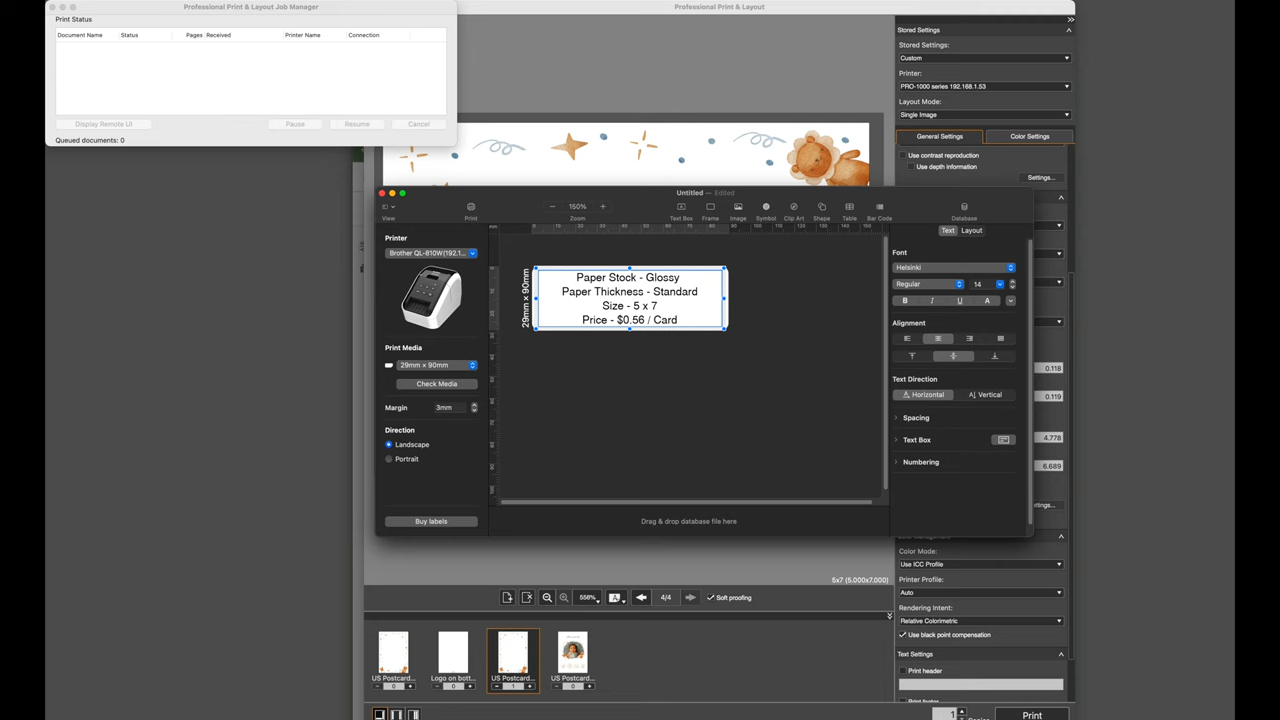 Professional Print & Layout Job Manager
Professional Print & Layout
Print Status
Document Name Status Pages Received Printer Name Connection
Display Remote UI Pause Resume Cancel
Queued documents: 0
Stored Settings
Stored Settings:
Custom
Printer:
PRO-1000 series 192.168.1.53
Layout Mode:
Single Image
General Settings Color Settings
Use contrast reproduction
Use depth information
Settings...
Untitled — Edited
View Print 150% Zoom Text Box Frame Image Symbol Clip Art Shape Table Bar Code Database
Text Layout
Printer
Brother QL-810W(192.1...
Print Media
29mm × 90mm
Check Media
Margin 3mm
Direction
Landscape
Portrait
Buy labels
29mm × 90mm
Paper Stock - Glossy
Paper Thickness - Standard
Size - 5 x 7
Price - $0.56 / Card
Drag & drop database file here
Font
Helsinki
Regular 14
B I U A
Alignment
Text Direction
Horizontal Vertical
Spacing
Text Box
Numbering
0.118
0.119
4.778
6.689
Color Mode:
Use ICC Profile
Printer Profile:
Auto
Rendering Intent:
Relative Colorimetric
Use black point compensation
Text Settings
Print header
Print footer
5x7 (5.000x7.000)
556% 4/4 Soft proofing
US Postcard... Logo on bott... US Postcard... US Postcard...
0 0 1 0
1 Copies Print